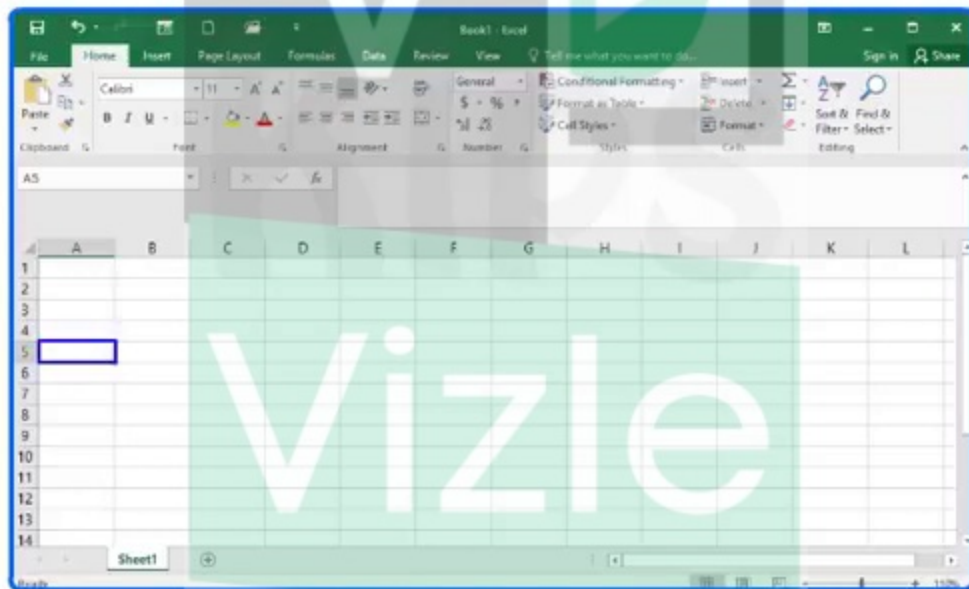 Book1 - Excel
File Home Insert Page Layout Formulas Data Review View Tell me what you want to do... Sign in Share
Calibri 11 General Conditional Formatting Insert
Paste B I U $ % Format as Table Delete Sort & Find &
Cell Styles Format Filter Select
Clipboard Font Alignment Number Styles Cells Editing
A5 fx
A B C D E F G H I J K L
1
2
3
4
5
6
7
8
9
10
11
12
13
14
Vizle
Sheet1
Ready 110%